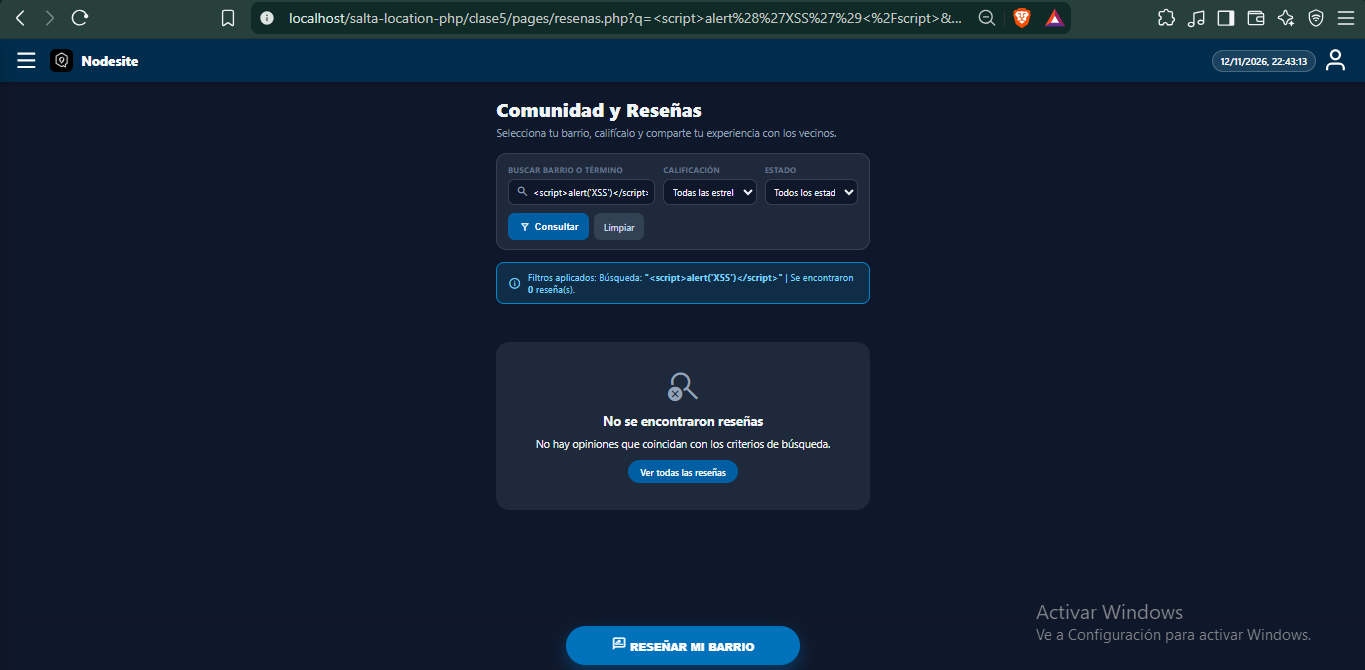 localhost/salta-location-php/clase5/pages/resenas.php?q=<script>alert%28%27XSS%27%29<%2Fscript>&...
Nodesite
12/11/2026, 22:43:13
Comunidad y Reseñas
Selecciona tu barrio, califícalo y comparte tu experiencia con los vecinos.
BUSCAR BARRIO O TÉRMINO CALIFICACIÓN ESTADO
<script>alert('XSS')</script> Todas las estrel Todos los estad
Consultar Limpiar
Filtros aplicados: Búsqueda: "<script>alert('XSS')</script>" | Se encontraron
0 reseña(s).
No se encontraron reseñas
No hay opiniones que coincidan con los criterios de búsqueda.
Ver todas las reseñas
Activar Windows
Ve a Configuración para activar Windows.
RESEÑAR MI BARRIO